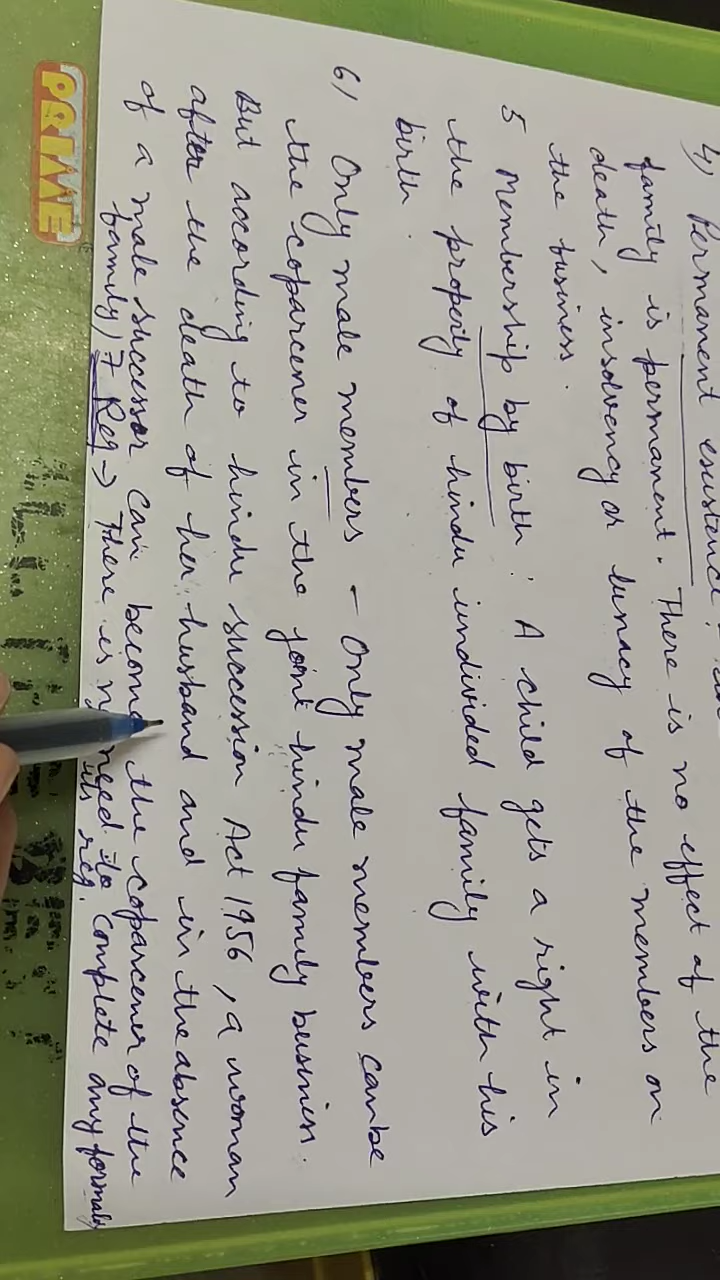 4) Permanent existence :
family is permanent. There is no effect of the
death, insolvency or lunacy of the members on
the business.
5 Membership by birth : A child gets a right in
the property of hindu undivided family with his
birth.
6) Only male members - Only male members can be
the coparcener in the joint hindu family business.
But according to hindu succession Act 1956, a woman
after the death of her husband and in the absence
of a male successor can become the coparcener of the
family) 7 Reg → There is need to complete any formality
its reg.
PRIME